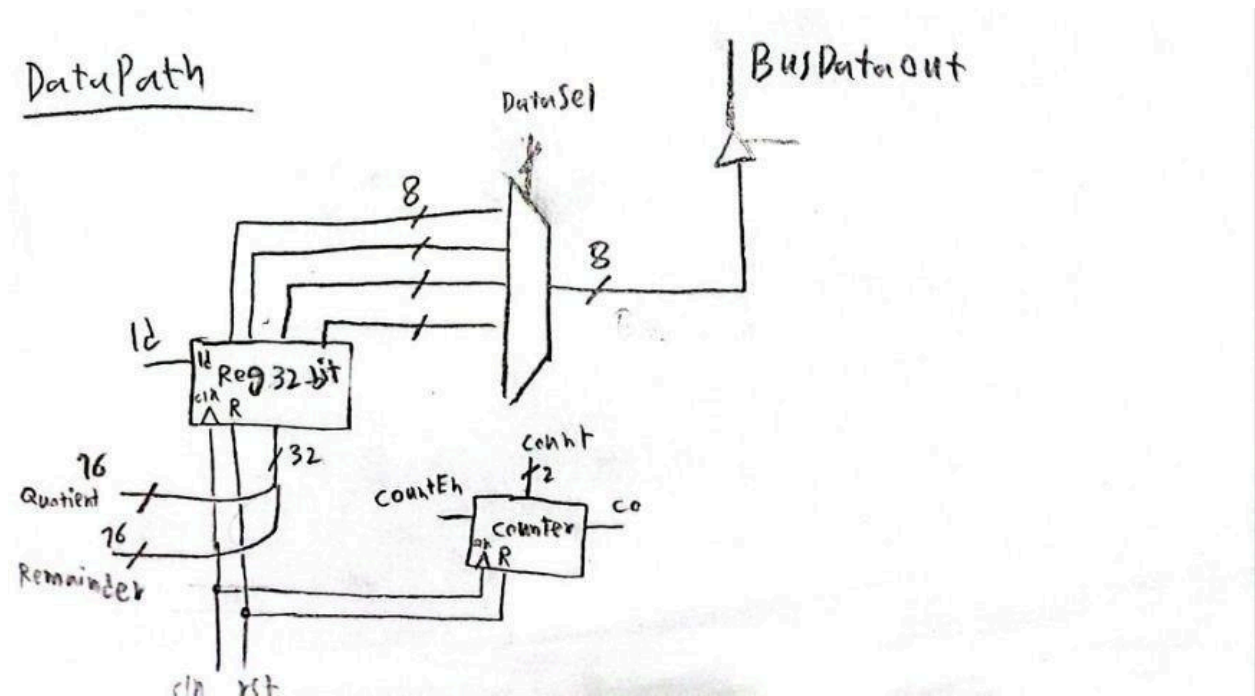 DataPath
BusDataOut
DataSel
8
8
ld
ld
Reg 32-bit
clk
R
32
16
Quotient
16
Remainder
count
2
countEn
co
counter
clk
R
clk rst